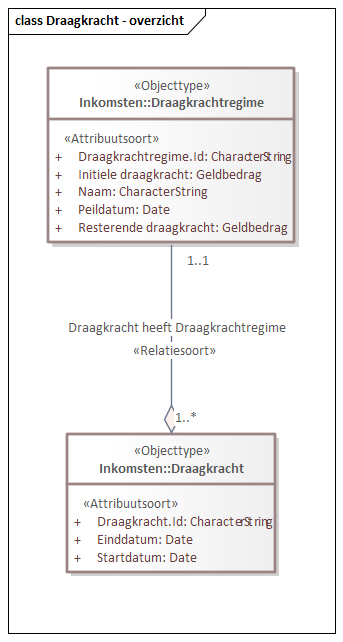 class Draagkracht - overzicht
«Objecttype»
Inkomsten::Draagkrachtregime
«Attribuutsoort»
+ Draagkrachtregime.Id: CharacterString
+ Initiele draagkracht: Geldbedrag
+ Naam: CharacterString
+ Peildatum: Date
+ Resterende draagkracht: Geldbedrag
1..1
Draagkracht heeft Draagkrachtregime
«Relatiesoort»
1..*
«Objecttype»
Inkomsten::Draagkracht
«Attribuutsoort»
+ Draagkracht.Id: CharacterString
+ Einddatum: Date
+ Startdatum: Date